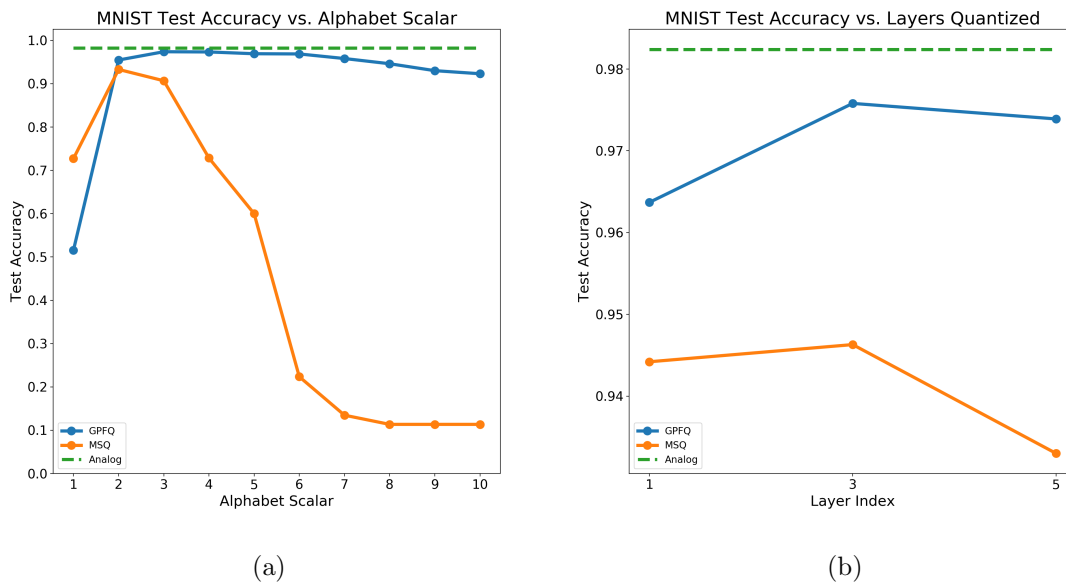 MNIST Test Accuracy vs. Alphabet Scalar
Test Accuracy
1.0
0.9
0.8
0.7
0.6
0.5
0.4
0.3
0.2
0.1
0.0
GPFQ
MSQ
Analog
1 2 3 4 5 6 7 8 9 10
Alphabet Scalar
(a)
MNIST Test Accuracy vs. Layers Quantized
Test Accuracy
0.98
0.97
0.96
0.95
0.94
GPFQ
MSQ
Analog
1 3 5
Layer Index
(b)